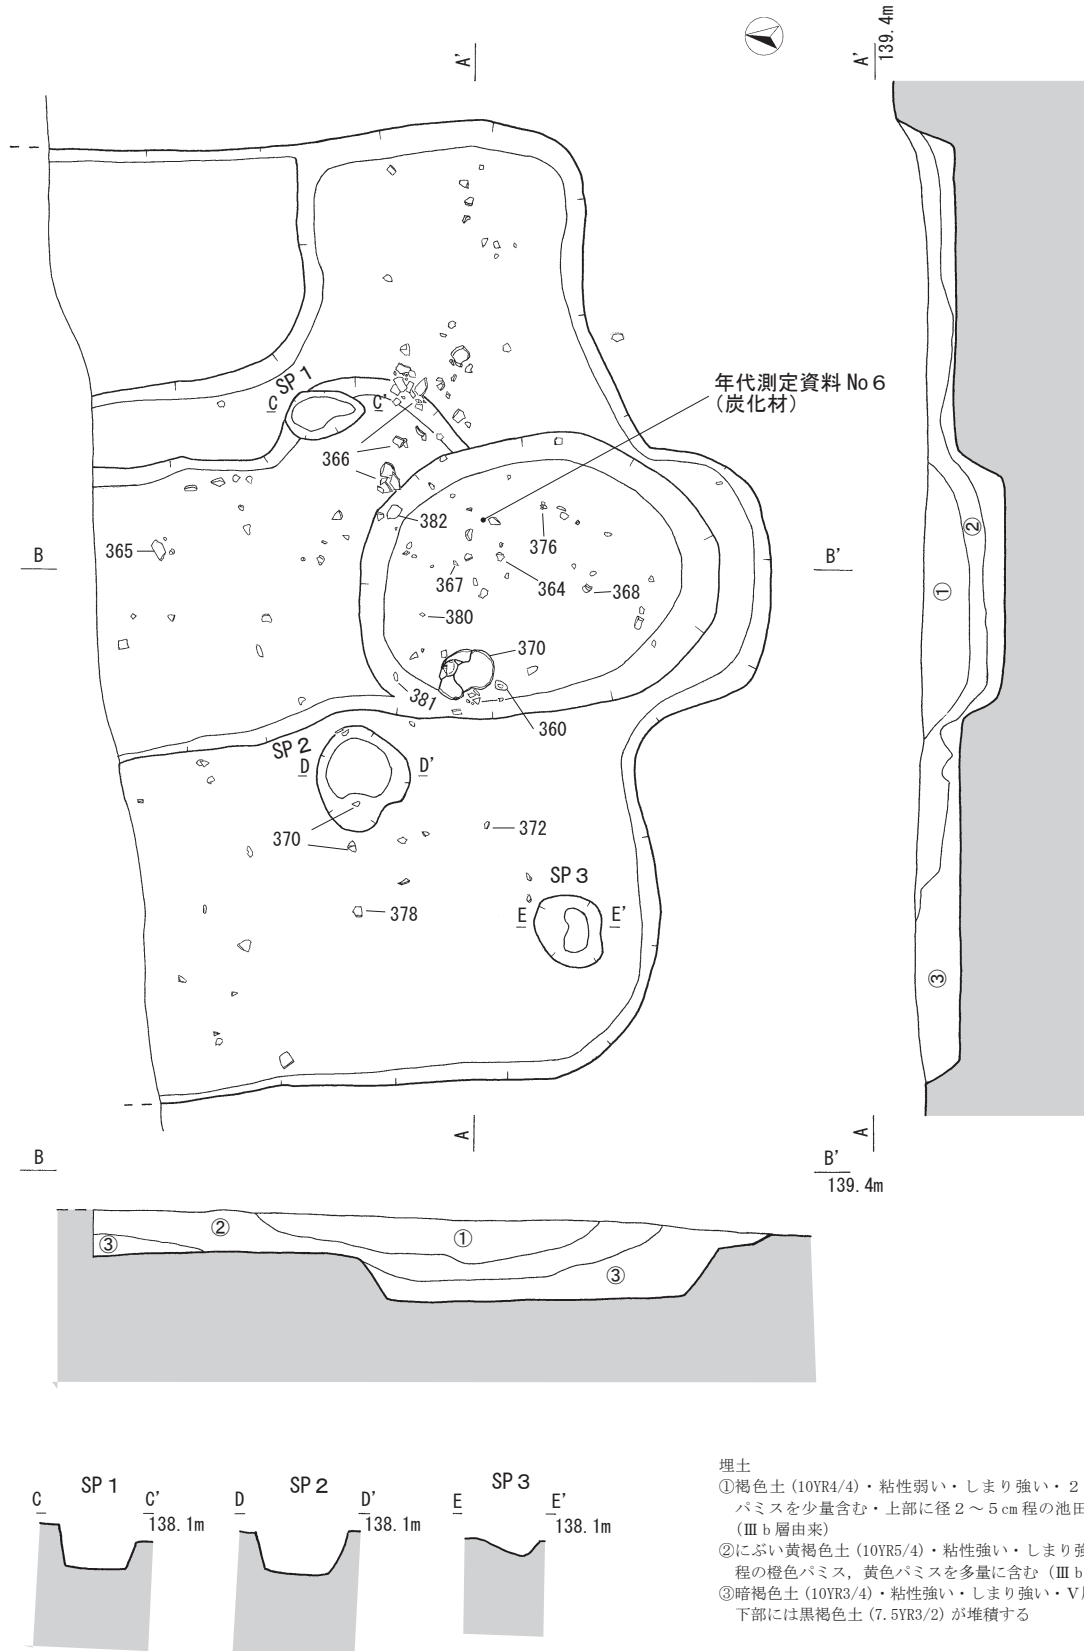 A'
A'
139.4m
SP 1
C
C'
年代測定資料 No 6
(炭化材)
366
382
376
B
365
B'
367
364
368
②
①
380
370
381
360
SP 2
D
D'
370
372
SP 3
378
E
E'
③
A
A
B
B'
139.4m
②
①
③
③
SP 1
SP 2
SP 3
C
C'
138.1m
D
D'
138.1m
E
E'
138.1m
埋土
①褐色土 (10YR4/4)・粘性弱い・しまり強い・2
パミスを少量含む・上部に径2～5㎝程の池田
(Ⅲb層由来)
②にぶい黄褐色土 (10YR5/4)・粘性強い・しまり強
程の橙色パミス,黄色パミスを多量に含む (Ⅲb
③暗褐色土 (10YR3/4)・粘性強い・しまり強い・Ⅴ
下部には黒褐色土 (7.5YR3/2) が堆積する